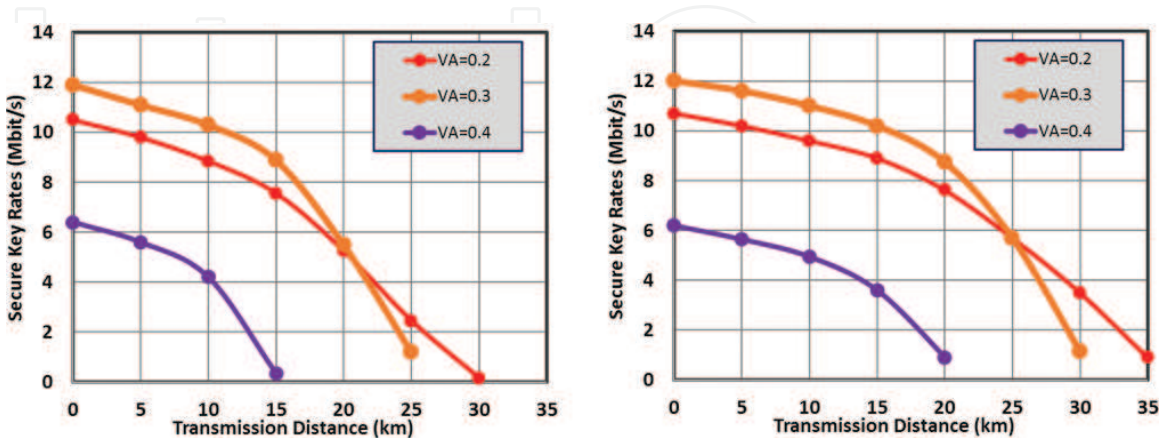 14
12
10
8
6
4
2
0
Secure Key Rates (Mbit/s)
VA=0.2
VA=0.3
VA=0.4
0 5 10 15 20 25 30 35
Transmission Distance (km)
14
12
10
8
6
4
2
0
Secure Key Rates (Mbit/s)
VA=0.2
VA=0.3
VA=0.4
0 5 10 15 20 25 30 35
Transmission Distance (km)